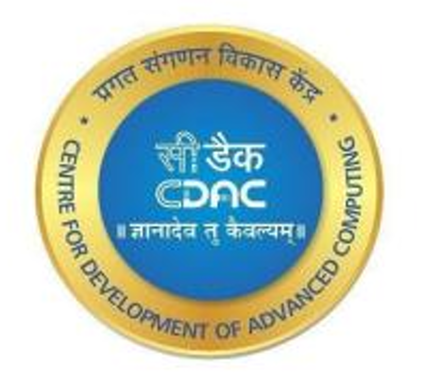 प्रगत संगणन विकास केंद्र
सी डैक
CDAC
॥ ज्ञानादेव तु कैवल्यम् ॥
CENTRE FOR DEVELOPMENT OF ADVANCED COMPUTING